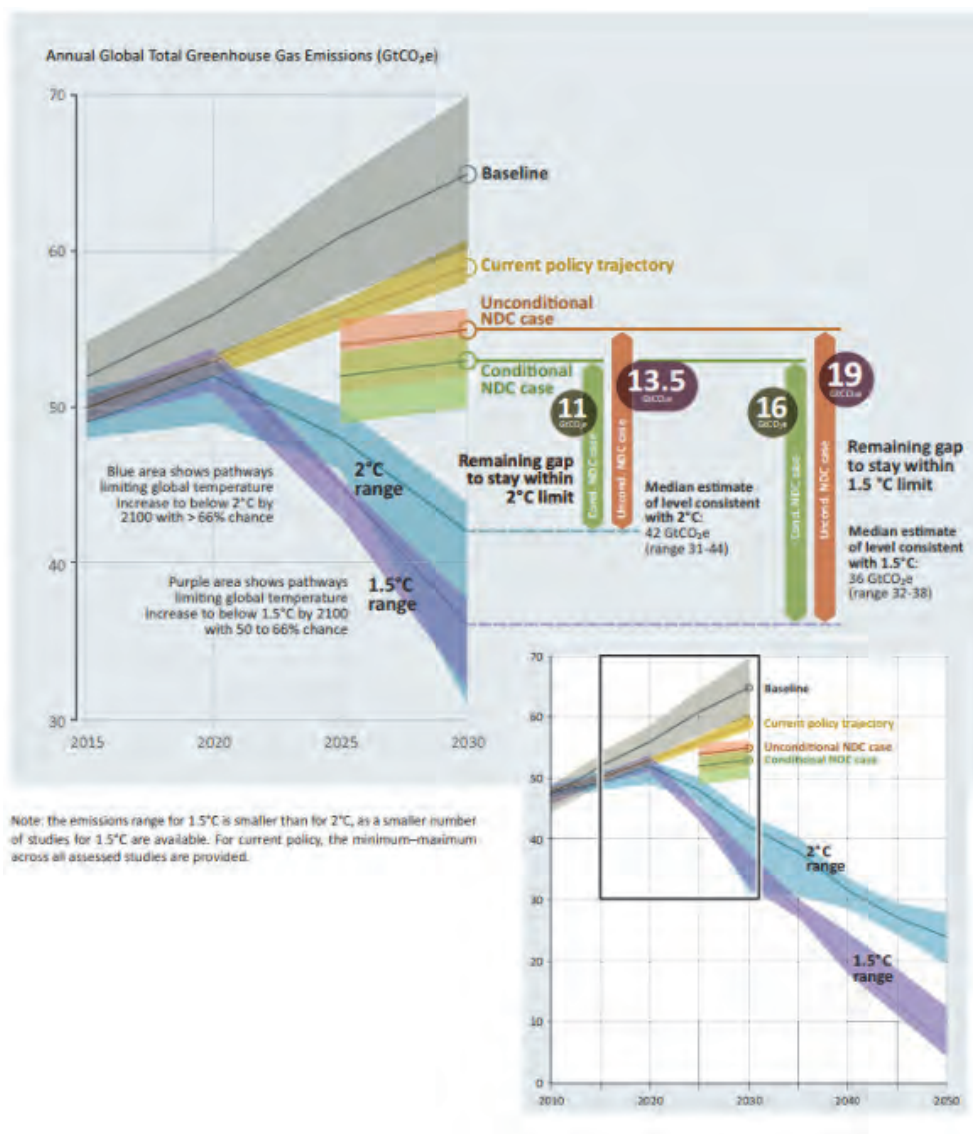 Annual Global Total Greenhouse Gas Emissions (GtCO₂e)
70
60
50
40
30
2015
2020
2025
2030
Baseline
Current policy trajectory
Unconditional
NDC case
Conditional
NDC case
11
GtCO₂e
13.5
GtCO₂e
16
GtCO₂e
19
GtCO₂e
Cond. NDC case
Uncond. NDC case
Cond. NDC case
Uncond. NDC case
Remaining gap
to stay within
2°C limit
Remaining gap
to stay within
1.5 °C limit
2°C
range
1.5°C
range
Blue area shows pathways
limiting global temperature
increase to below 2°C by
2100 with > 66% chance
Purple area shows pathways
limiting global temperature
increase to below 1.5°C by 2100
with 50 to 66% chance
Median estimate
of level consistent
with 2°C:
42 GtCO₂e
(range 31-44)
Median estimate
of level consistent
with 1.5°C:
36 GtCO₂e
(range 32-38)
Note: the emissions range for 1.5°C is smaller than for 2°C, as a smaller number
of studies for 1.5°C are available. For current policy, the minimum–maximum
across all assessed studies are provided.
70
60
50
40
30
20
10
0
2010
2020
2030
2040
2050
Baseline
Current policy trajectory
Unconditional NDC case
Conditional NDC case
2°C
range
1.5°C
range